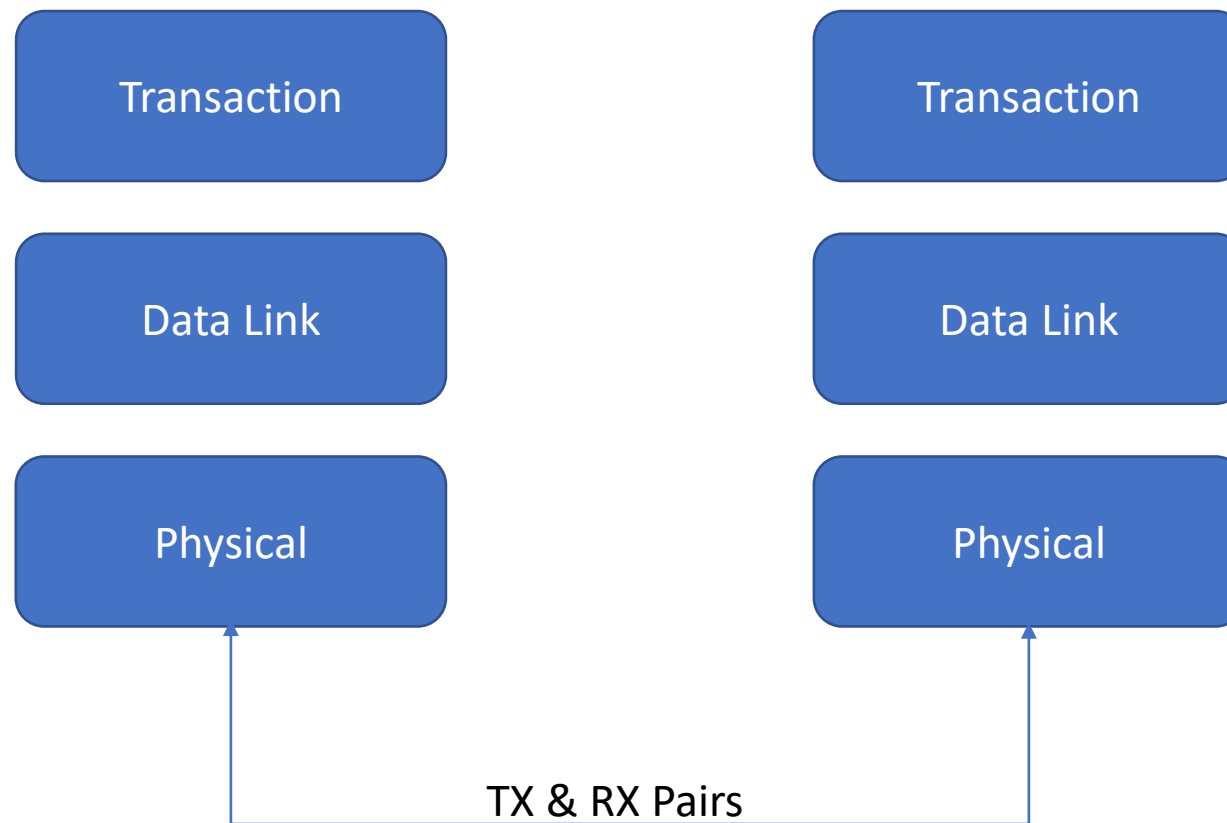 Transaction
Transaction
Data Link
Data Link
Physical
Physical
TX & RX Pairs